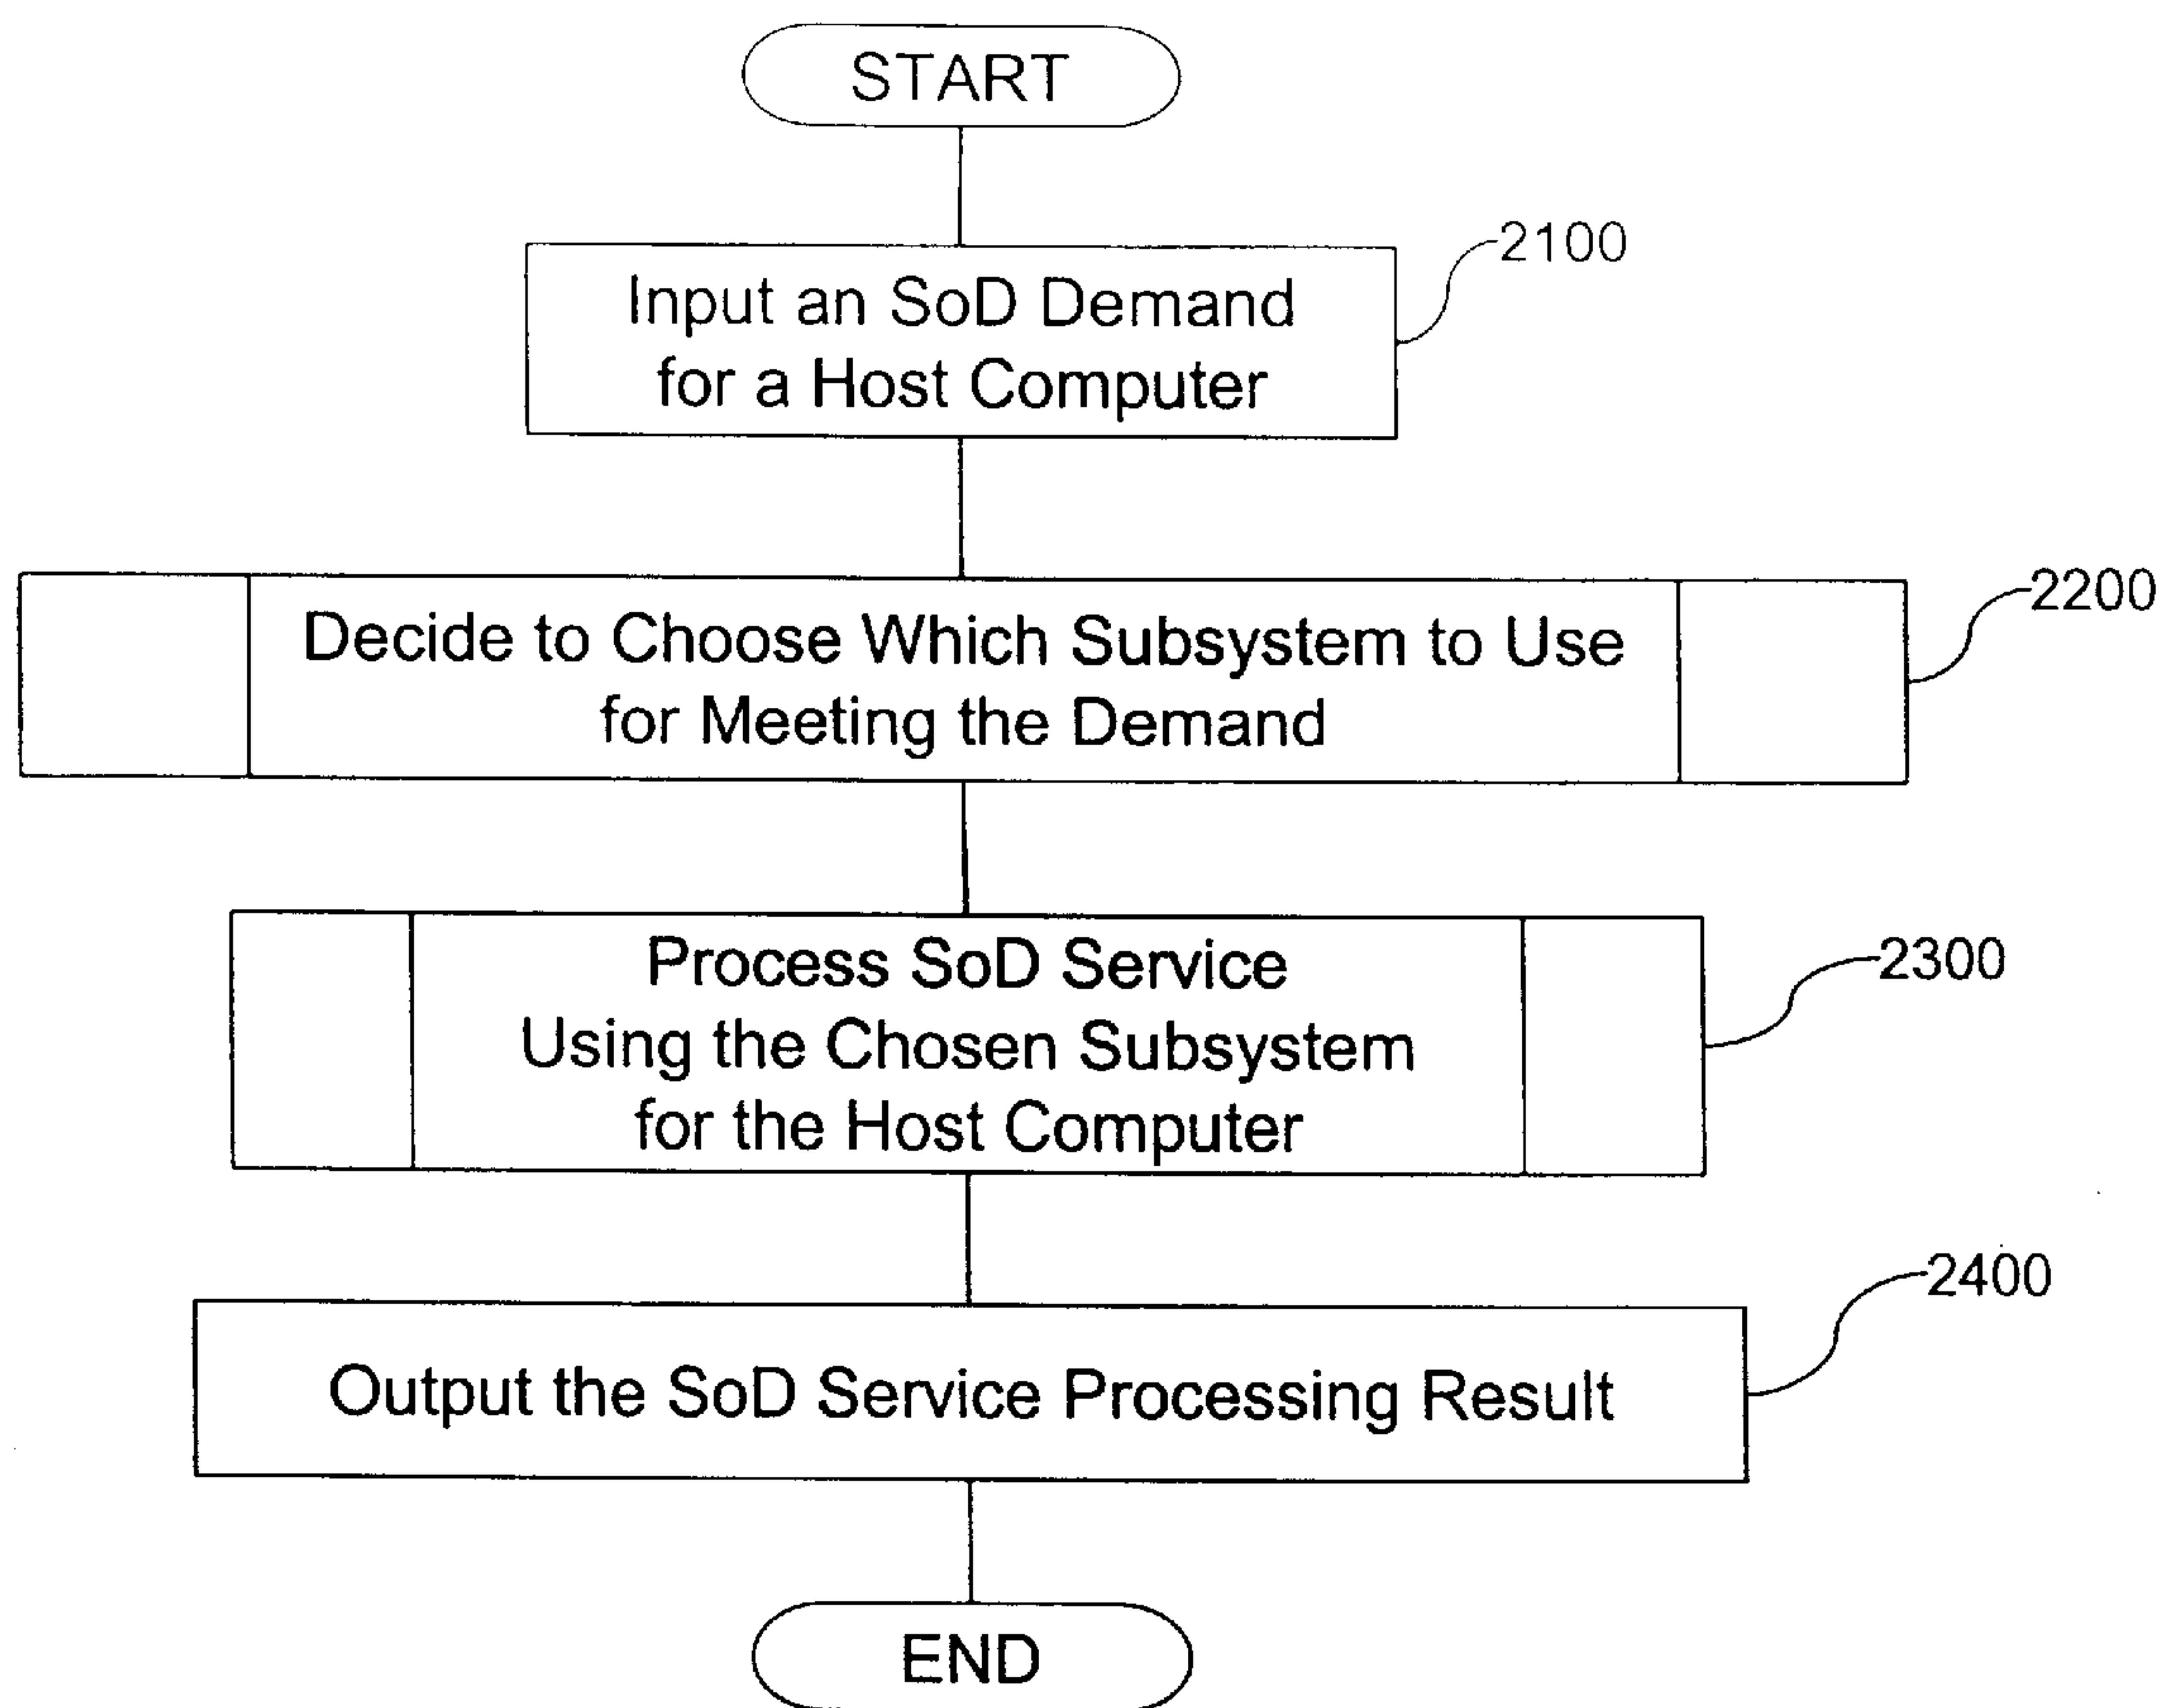 START
2100
Input an SoD Demand
for a Host Computer
2200
Decide to Choose Which Subsystem to Use
for Meeting the Demand
2300
Process SoD Service
Using the Chosen Subsystem
for the Host Computer
2400
Output the SoD Service Processing Result
END